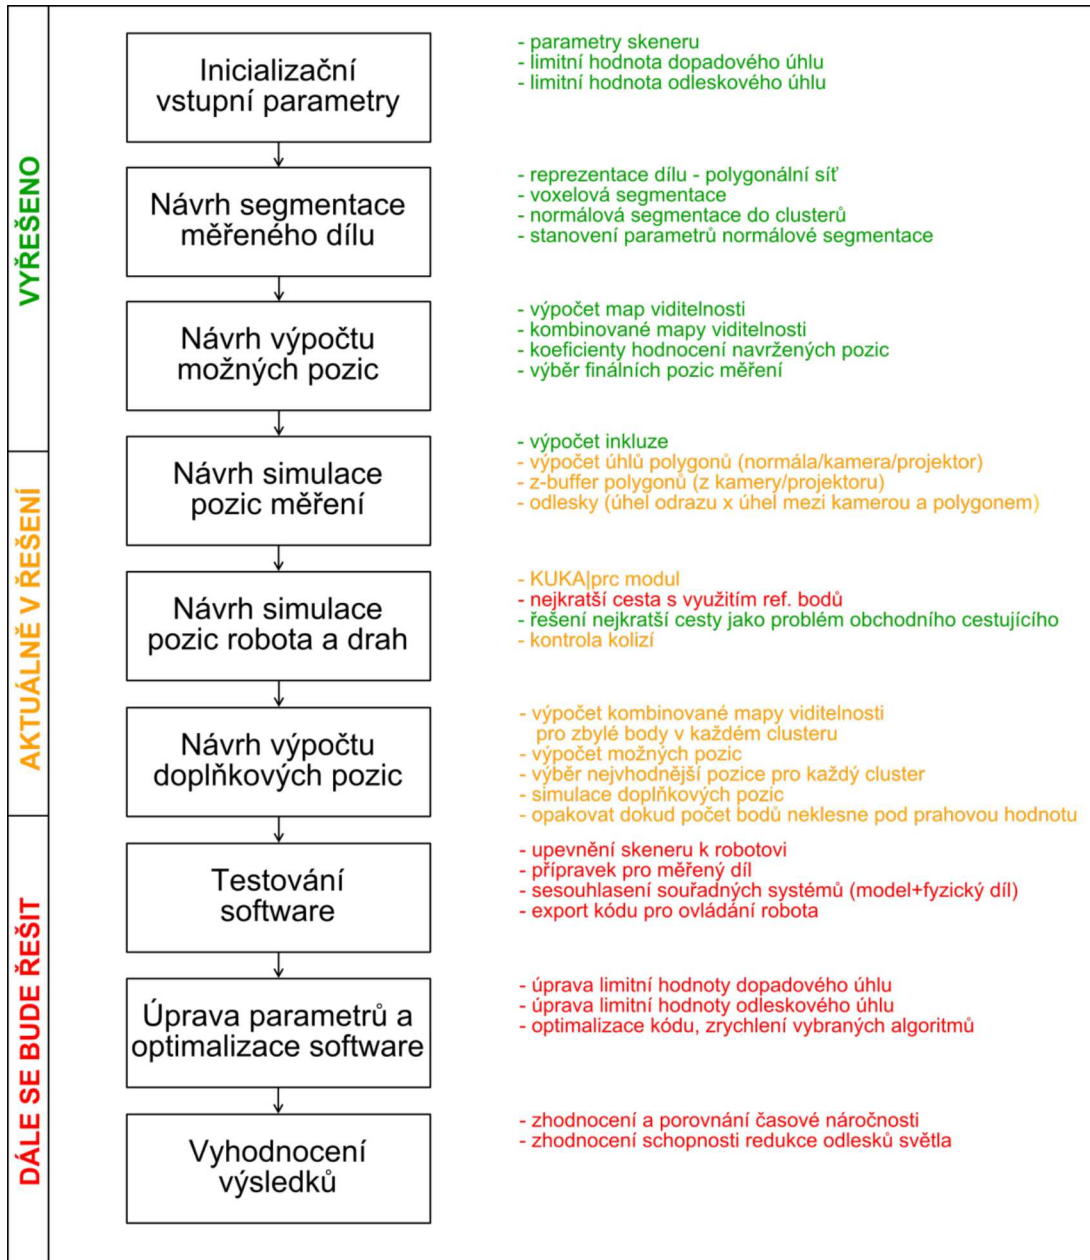 VYŘEŠENO
Inicializační
vstupní parametry
- parametry skeneru
- limitní hodnota dopadového úhlu
- limitní hodnota odleskového úhlu
Návrh segmentace
měřeného dílu
- reprezentace dílu - polygonální síť
- voxelová segmentace
- normálová segmentace do clusterů
- stanovení parametrů normálové segmentace
Návrh výpočtu
možných pozic
- výpočet map viditelnosti
- kombinované mapy viditelnosti
- koeficienty hodnocení navržených pozic
- výběr finálních pozic měření
AKTUÁLNĚ V ŘEŠENÍ
Návrh simulace
pozic měření
- výpočet inkluze
- výpočet úhlů polygonů (normála/kamera/projektor)
- z-buffer polygonů (z kamery/projektoru)
- odlesky (úhel odrazu x úhel mezi kamerou a polygonem)
Návrh simulace
pozic robota a drah
- KUKA|prc modul
- nejkratší cesta s využitím ref. bodů
- řešení nejkratší cesty jako problém obchodního cestujícího
- kontrola kolizí
Návrh výpočtu
doplňkových pozic
- výpočet kombinované mapy viditelnosti
pro zbylé body v každém clusteru
- výpočet možných pozic
- výběr nejvhodnější pozice pro každý cluster
- simulace doplňkových pozic
- opakovat dokud počet bodů neklesne pod prahovou hodnotu
DÁLE SE BUDE ŘEŠIT
Testování
software
- upevnění skeneru k robotovi
- přípravek pro měřený díl
- sesouhlasení souřadných systémů (model+fyzický díl)
- export kódu pro ovládání robota
Úprava parametrů a
optimalizace software
- úprava limitní hodnoty dopadového úhlu
- úprava limitní hodnoty odleskového úhlu
- optimalizace kódu, zrychlení vybraných algoritmů
Vyhodnocení
výsledků
- zhodnocení a porovnání časové náročnosti
- zhodnocení schopnosti redukce odlesků světla